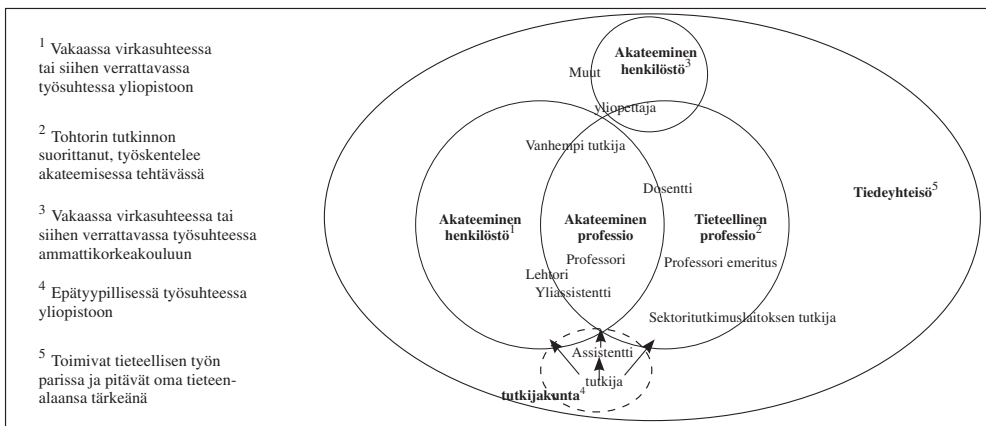 1 Vakaassa virkasuhteessa
tai siihen verrattavassa
työsuhtessa yliopistoon
2 Tohtorin tutkinnon
suorittanut, työskentelee
akateemisessa tehtävässä
3 Vakaassa virkasuhteessa tai
siihen verrattavassa työsuhteessa
ammattikorkeakouluun
4 Epätyypillisessä työsuhteessa
yliopistoon
5 Toimivat tieteellisen työn
parissa ja pitävät oma tieteen-
alaansa tärkeänä
Akateeminen
henkilöstö3
Muut
yliopettaja
Vanhempi tutkija
Dosentti
Tiedeyhteisö5
Akateeminen
henkilöstö1
Akateeminen
professio
Tieteellinen
professio2
Professori
Professori emeritus
Lehtori
Yliassistentti
Sektoritutkimuslaitoksen tutkija
Assistentti
tutkija
tutkijakunta4